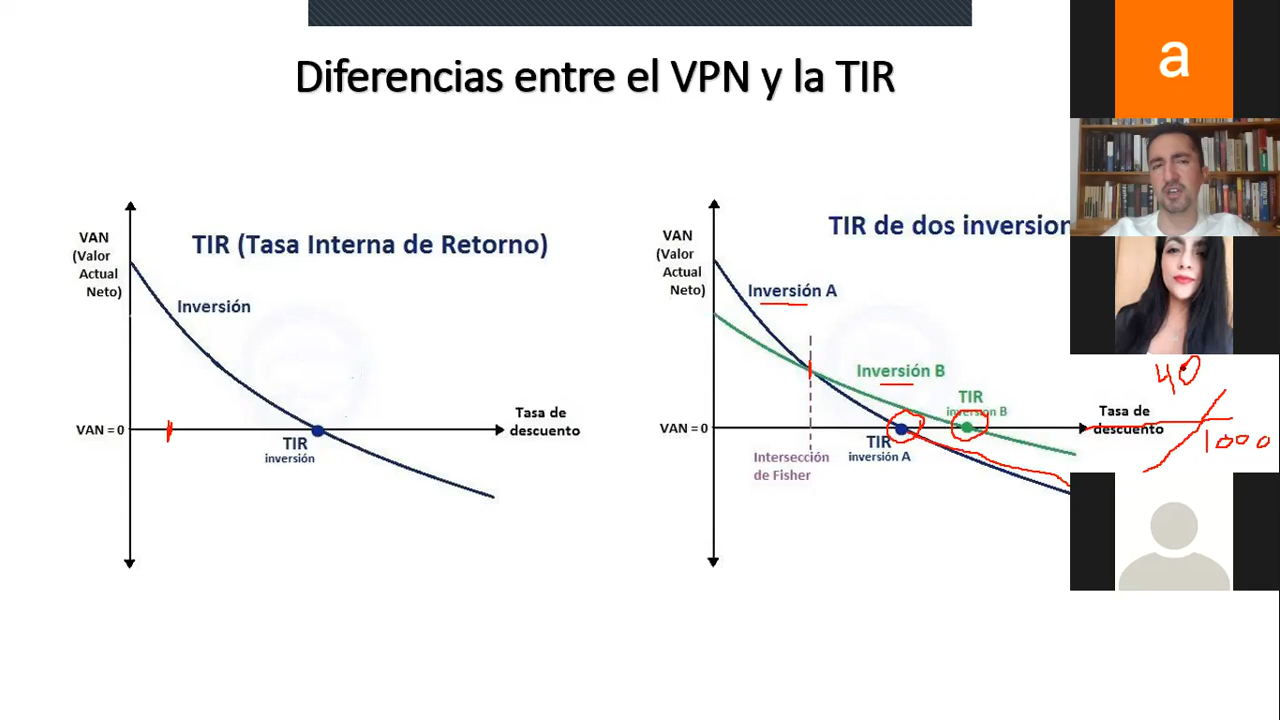 Diferencias entre el VPN y la TIR
VAN
(Valor
Actual
Neto)
TIR (Tasa Interna de Retorno)
Inversión
VAN = 0
TIR
inversión
Tasa de
descuento
VAN
(Valor
Actual
Neto)
TIR de dos inversion
Inversión A
Inversión B
TIR
inversión B
VAN = 0
TIR
inversión A
Intersección
de Fisher
Tasa de
descuento
40
1000
a